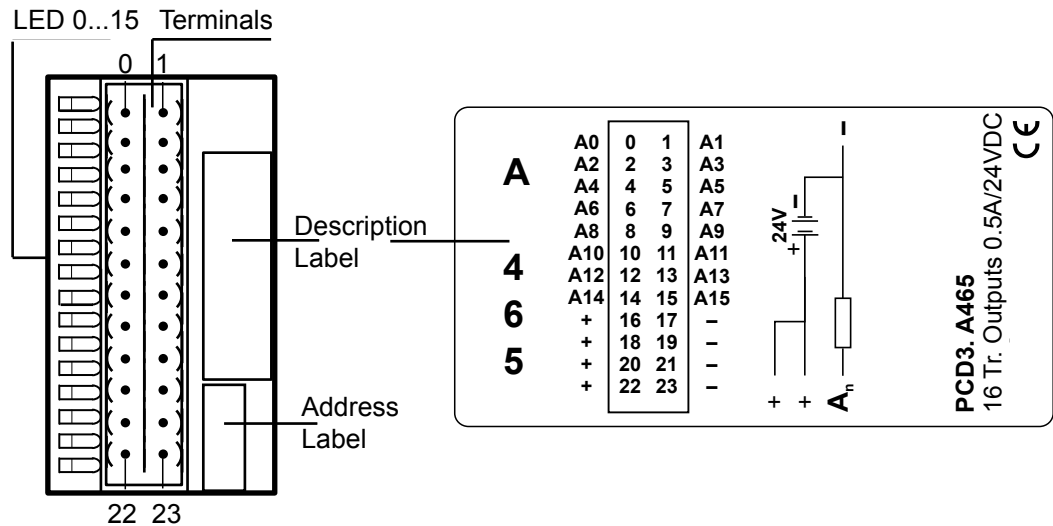 LED 0...15 Terminals
0 1
Description
Label
Address
Label
22 23
A
4
6
5
A0 0 1 A1
A2 2 3 A3
A4 4 5 A5
A6 6 7 A7
A8 8 9 A9
A10 10 11 A11
A12 12 13 A13
A14 14 15 A15
+ 16 17 –
+ 18 19 –
+ 20 21 –
+ 22 23 –
–
–
24V
+
+ + An
PCD3. A465
16 Tr. Outputs 0.5A/24VDC
CE